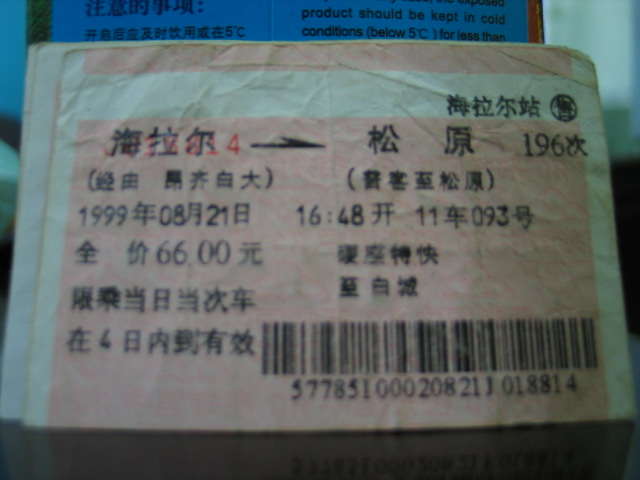 注意的事项:
开启后应及时饮用或在5℃
product should be kept in cold
conditions (below 5℃) for less than
海拉尔站 售
海拉尔 松原 196次
(经由 昂齐白大) (普客至松原)
1999年08月21日 16:48开 11车093号
全 价66.00元 硬座特快
至白城
限乘当日当次车
在4日内到有效
577851000208211018814